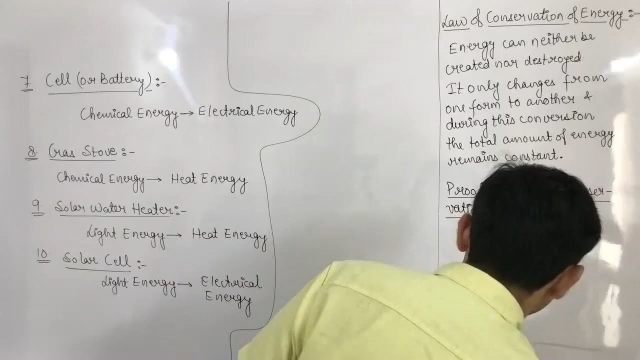 7 Cell (or Battery):-
Chemical Energy → Electrical Energy
8 Gas Stove:-
Chemical Energy → Heat Energy
9 Solar Water Heater:-
Light Energy → Heat Energy
10 Solar Cell:-
Light Energy → Electrical
Energy
Law of Conservation of Energy:-
Energy can neither be
created nor destroyed
It only changes from
one form to another &
during this conversion
the total amount of energy
remains constant.